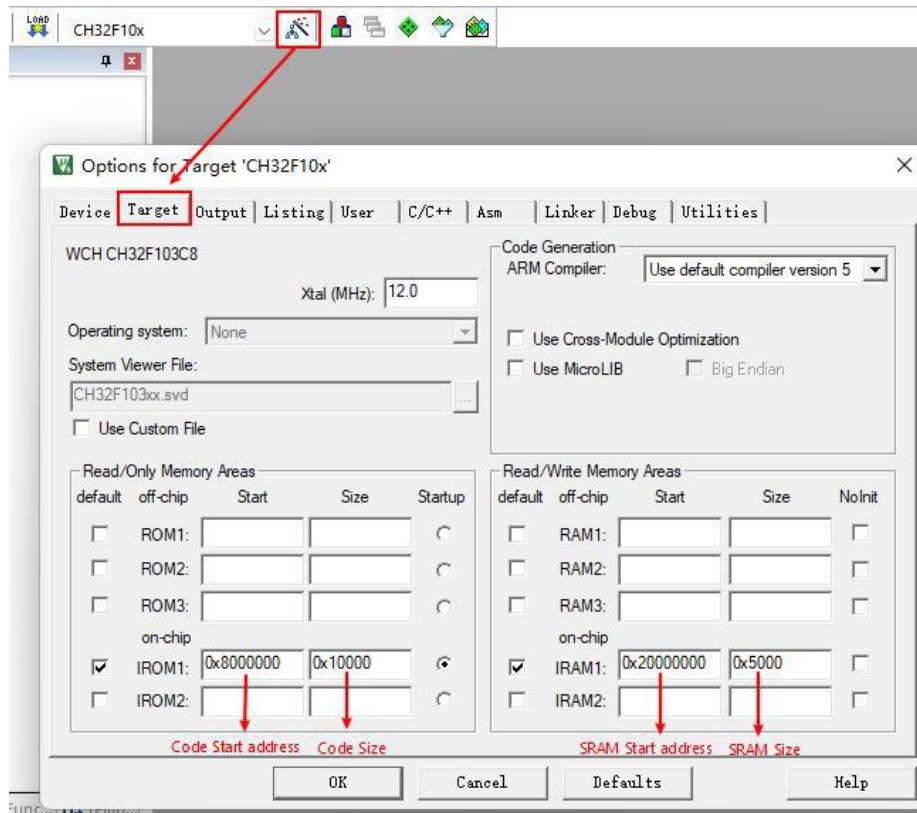 LOAD
CH32F10x
Options for Target 'CH32F10x'
Device Target Output Listing User C/C++ Asm Linker Debug Utilities
WCH CH32F103C8
Xtal (MHz): 12.0
Operating system: None
System Viewer File:
CH32F103xx.svd
...
Use Custom File
Code Generation
ARM Compiler: Use default compiler version 5
Use Cross-Module Optimization
Use MicroLIB Big Endian
Read/Only Memory Areas
default off-chip Start Size Startup
ROM1:
ROM2:
ROM3:
on-chip
IROM1: 0x8000000 0x10000
IROM2:
Code Start address Code Size
Read/Write Memory Areas
default off-chip Start Size NoInit
RAM1:
RAM2:
RAM3:
on-chip
IRAM1: 0x20000000 0x5000
IRAM2:
SRAM Start address SRAM Size
OK Cancel Defaults Help